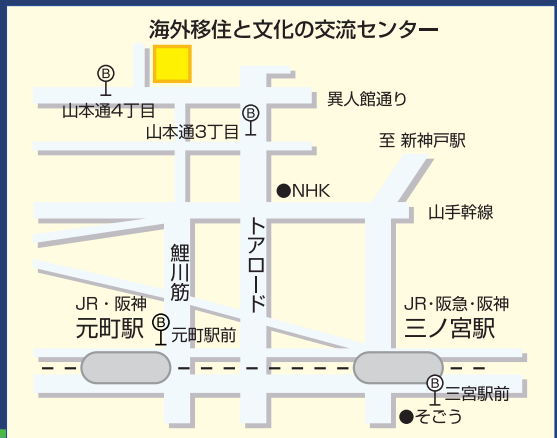 海外移住と文化の交流センター
B
山本通4丁目
異人館通り
B
山本通3丁目
至 新神戸駅
●NHK
山手幹線
鯉川筋
トアロード
JR・阪神
元町駅
B
元町駅前
JR・阪急・阪神
三ノ宮駅
B
三宮駅前
●そごう